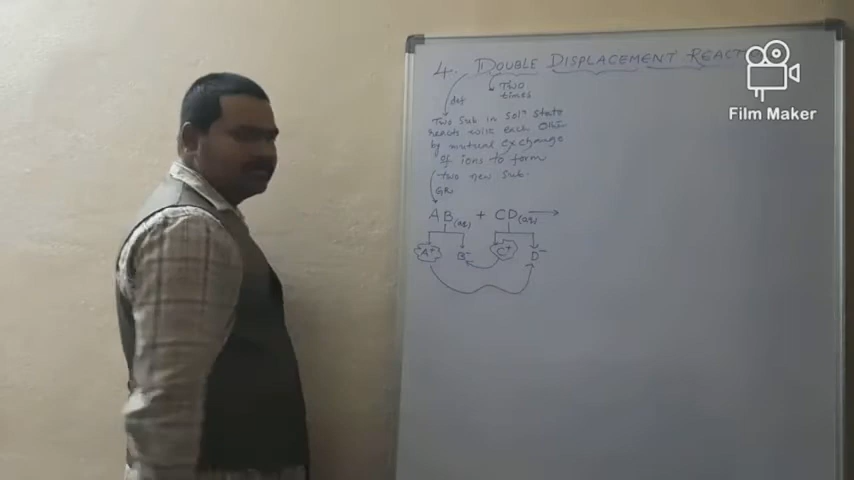 4. DOUBLE DISPLACEMENT REACT
Two
times
def
Two Sub in solⁿ state
reacts with each other
by mutual exchange
of ions to form
two new sub.
GR
AB(aq) + CD(aq) →
A⁺ B⁻ C⁺ D⁻
Film Maker